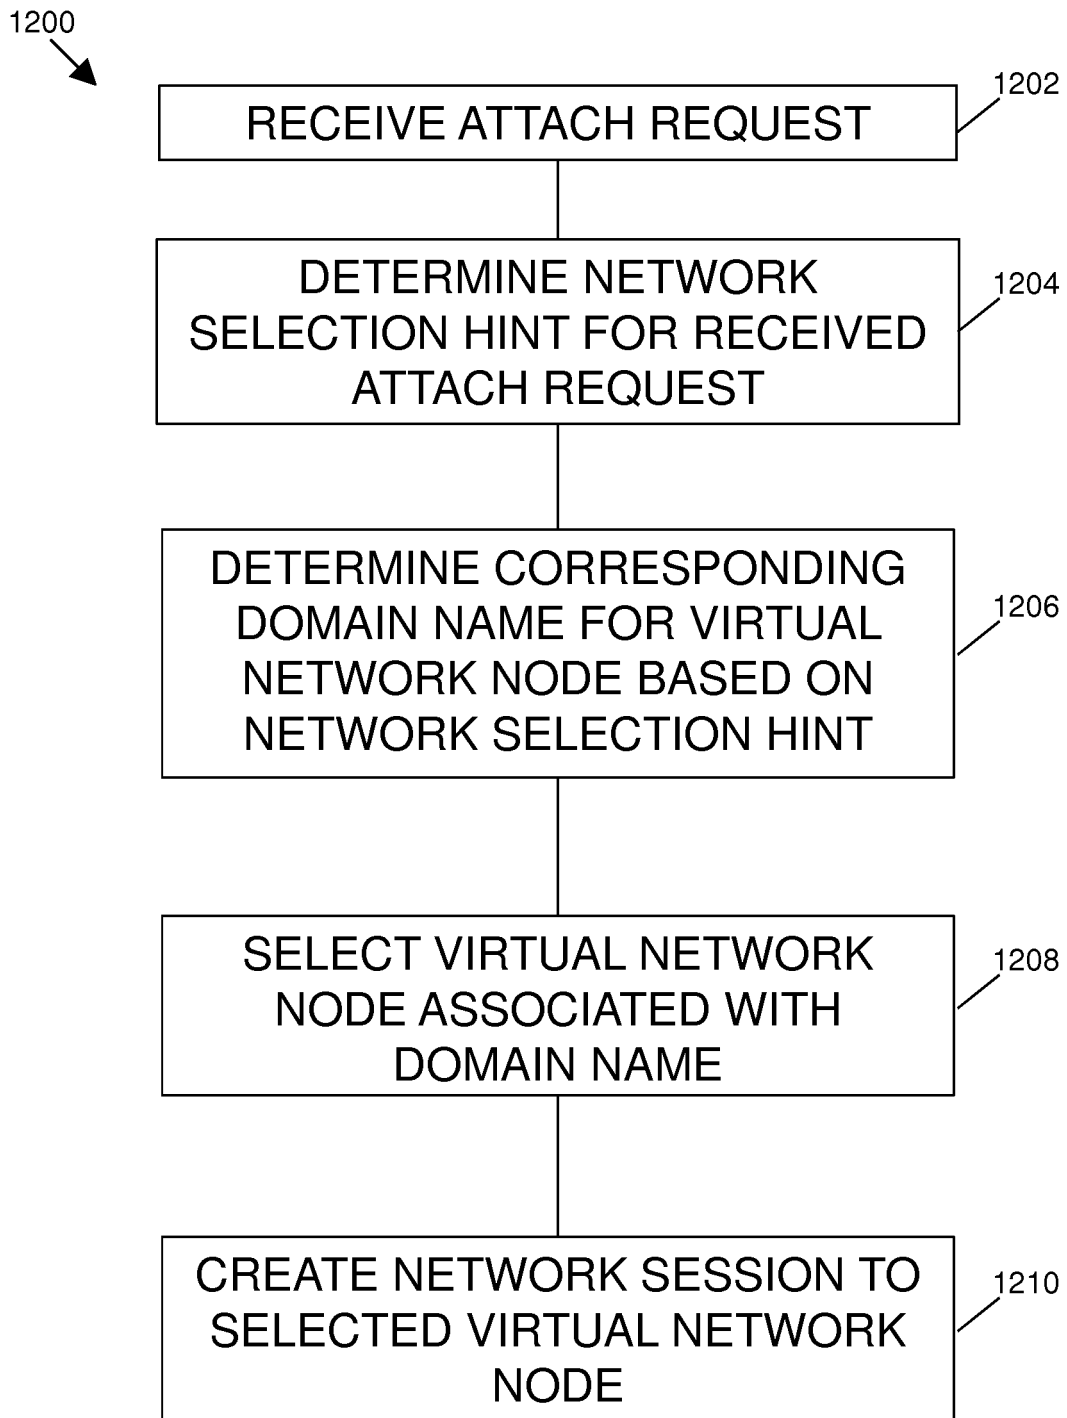 1200
RECEIVE ATTACH REQUEST
1202
DETERMINE NETWORK
SELECTION HINT FOR RECEIVED
ATTACH REQUEST
1204
DETERMINE CORRESPONDING
DOMAIN NAME FOR VIRTUAL
NETWORK NODE BASED ON
NETWORK SELECTION HINT
1206
SELECT VIRTUAL NETWORK
NODE ASSOCIATED WITH
DOMAIN NAME
1208
CREATE NETWORK SESSION TO
SELECTED VIRTUAL NETWORK
NODE
1210